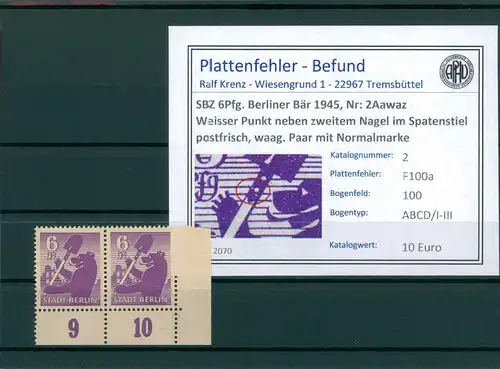 Plattenfehler - Befund
Ralf Krenz - Wiesengrund 1 - 22967 Tremsbüttel
SBZ 6Pfg. Berliner Bär 1945, Nr: 2Aawaz
Weisser Punkt neben zweitem Nagel im Spatenstiel
postfrisch, waag. Paar mit Normalmarke
Katalognummer: 2
Plattenfehler: F100a
Bogenfeld: 100
Bogentyp: ABCD/I-III
Katalogwert: 10 Euro
2070
6 6
STADT BERLIN STADT BERLIN
9 10